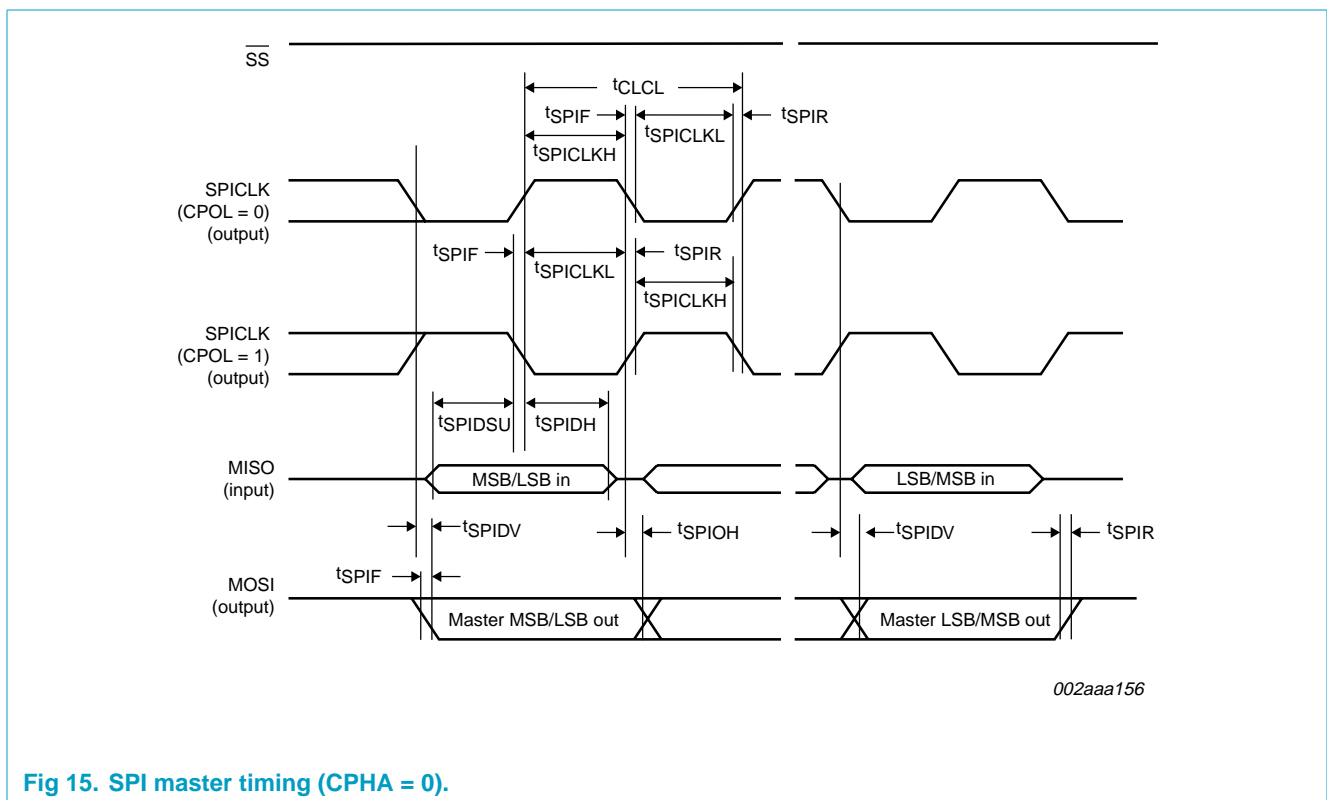 SS
tCLCL
tSPIF
tSPICLKL
tSPIR
tSPICLKH
SPICLK
(CPOL = 0)
(output)
tSPIF
tSPICLKL
tSPIR
tSPICLKH
SPICLK
(CPOL = 1)
(output)
tSPIDSU
tSPIDH
MISO
(input)
MSB/LSB in
LSB/MSB in
tSPIDV
tSPIOH
tSPIDV
tSPIR
tSPIF
MOSI
(output)
Master MSB/LSB out
Master LSB/MSB out
002aaa156
Fig 15. SPI master timing (CPHA = 0).